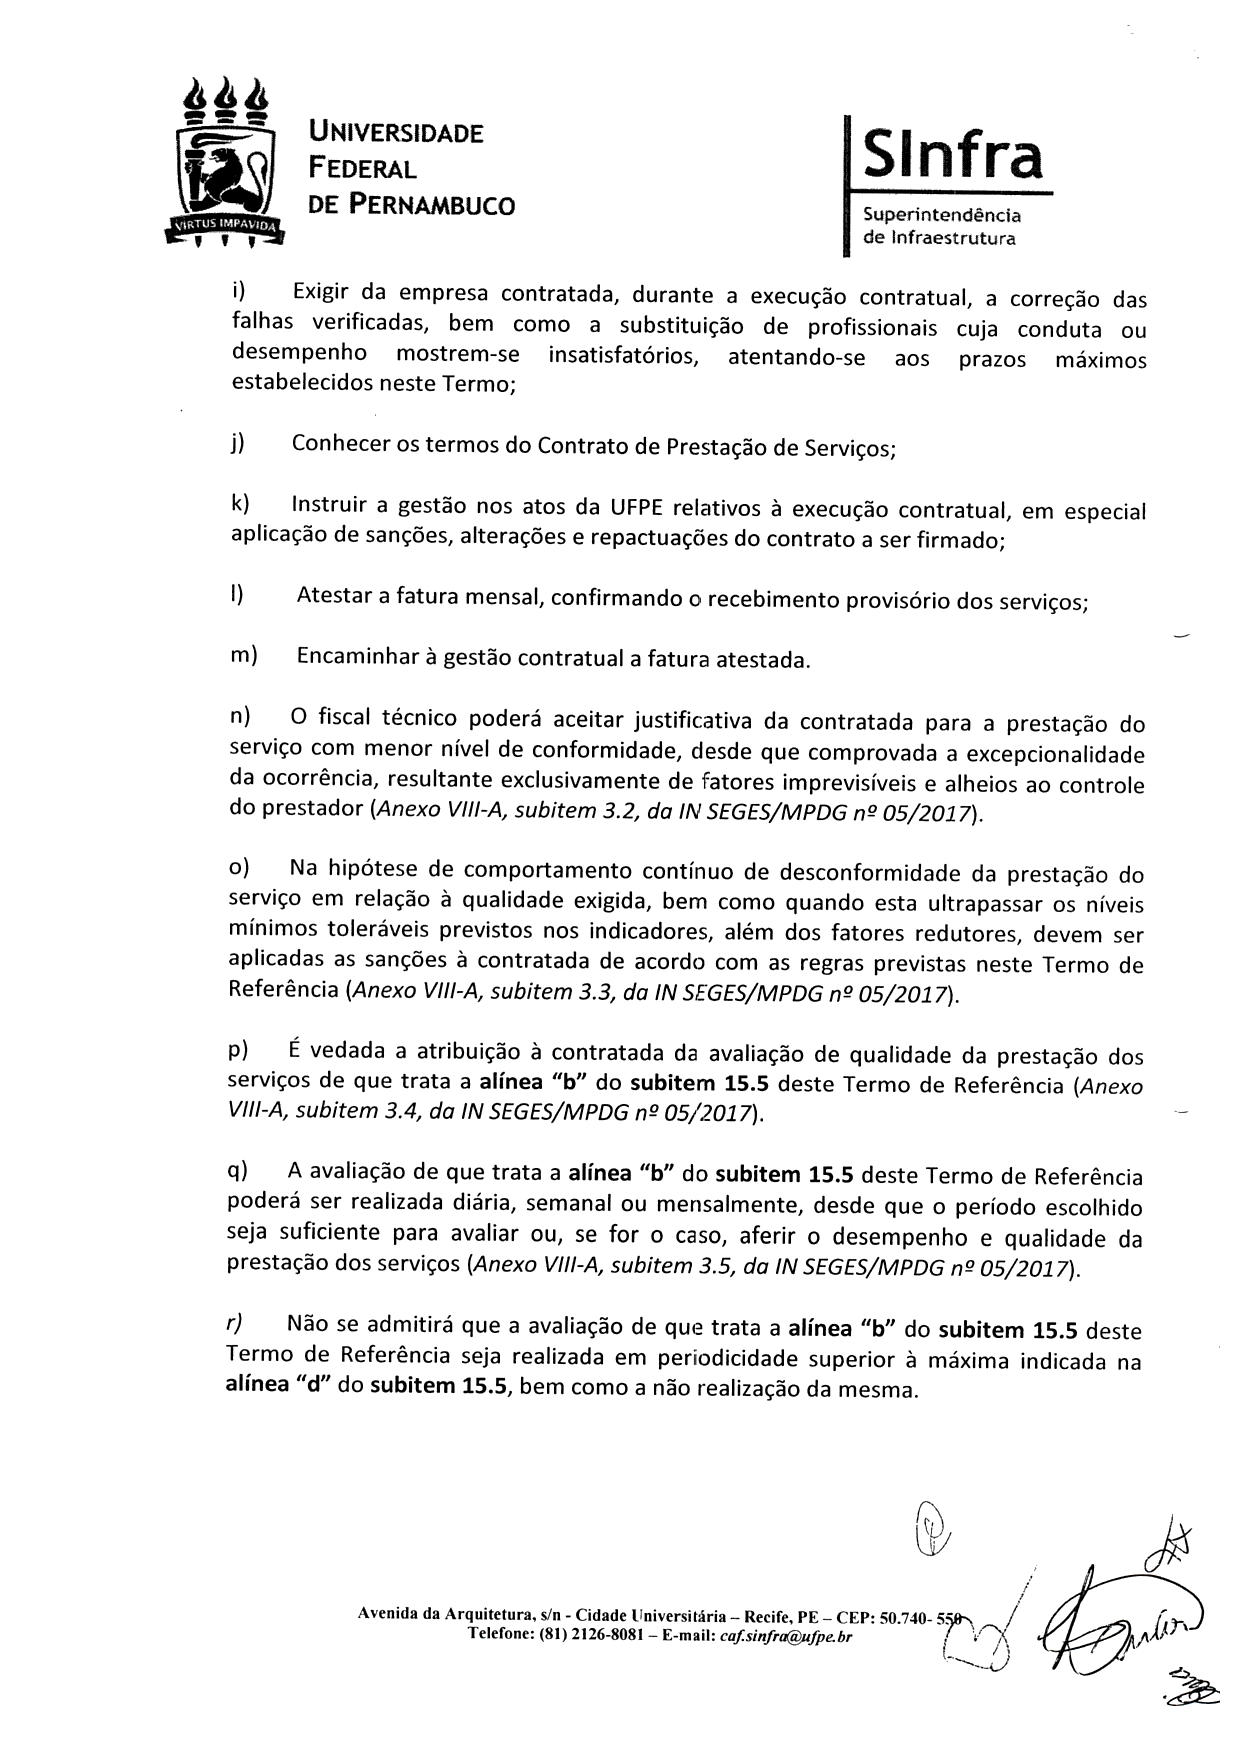 UNIVERSIDADE
FEDERAL
DE PERNAMBUCO
VIRTUS IMPAVIDA
SInfra
Superintendência
de Infraestrutura
i) Exigir da empresa contratada, durante a execução contratual, a correção das
falhas verificadas, bem como a substituição de profissionais cuja conduta ou
desempenho mostrem-se insatisfatórios, atentando-se aos prazos máximos
estabelecidos neste Termo;
j) Conhecer os termos do Contrato de Prestação de Serviços;
k) Instruir a gestão nos atos da UFPE relativos à execução contratual, em especial
aplicação de sanções, alterações e repactuações do contrato a ser firmado;
l) Atestar a fatura mensal, confirmando o recebimento provisório dos serviços;
m) Encaminhar à gestão contratual a fatura atestada.
n) O fiscal técnico poderá aceitar justificativa da contratada para a prestação do
serviço com menor nível de conformidade, desde que comprovada a excepcionalidade
da ocorrência, resultante exclusivamente de fatores imprevisíveis e alheios ao controle
do prestador (Anexo VIII-A, subitem 3.2, da IN SEGES/MPDG nº 05/2017).
o) Na hipótese de comportamento contínuo de desconformidade da prestação do
serviço em relação à qualidade exigida, bem como quando esta ultrapassar os níveis
mínimos toleráveis previstos nos indicadores, além dos fatores redutores, devem ser
aplicadas as sanções à contratada de acordo com as regras previstas neste Termo de
Referência (Anexo VIII-A, subitem 3.3, da IN SEGES/MPDG nº 05/2017).
p) É vedada a atribuição à contratada da avaliação de qualidade da prestação dos
serviços de que trata a alínea “b” do subitem 15.5 deste Termo de Referência (Anexo
VIII-A, subitem 3.4, da IN SEGES/MPDG nº 05/2017).
q) A avaliação de que trata a alínea “b” do subitem 15.5 deste Termo de Referência
poderá ser realizada diária, semanal ou mensalmente, desde que o período escolhido
seja suficiente para avaliar ou, se for o caso, aferir o desempenho e qualidade da
prestação dos serviços (Anexo VIII-A, subitem 3.5, da IN SEGES/MPDG nº 05/2017).
r) Não se admitirá que a avaliação de que trata a alínea “b” do subitem 15.5 deste
Termo de Referência seja realizada em periodicidade superior à máxima indicada na
alínea “d” do subitem 15.5, bem como a não realização da mesma.
Avenida da Arquitetura, s/n - Cidade Universitária – Recife, PE – CEP: 50.740- 550
Telefone: (81) 2126-8081 – E-mail: caf.sinfra@ufpe.br